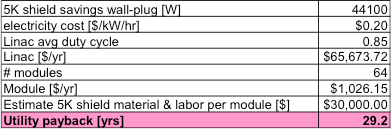 5K shield savings wall-plug [W] 44100
electricity cost [$/kW/hr] $0.20
Linac avg duty cycle 0.85
Linac [$/yr] $65,673.72
# modules 64
Module [$/yr] $1,026.15
Estimate 5K shield material & labor per module [$] $30,000.00
Utility payback [yrs] 29.2